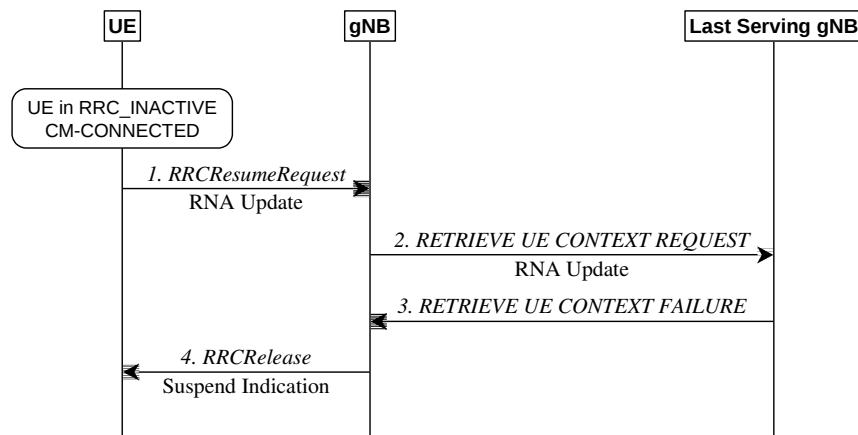 UE
gNB
Last Serving gNB
UE in RRC_INACTIVE
CM-CONNECTED
1. RRCResumeRequest
RNA Update
2. RETRIEVE UE CONTEXT REQUEST
RNA Update
3. RETRIEVE UE CONTEXT FAILURE
4. RRCRelease
Suspend Indication